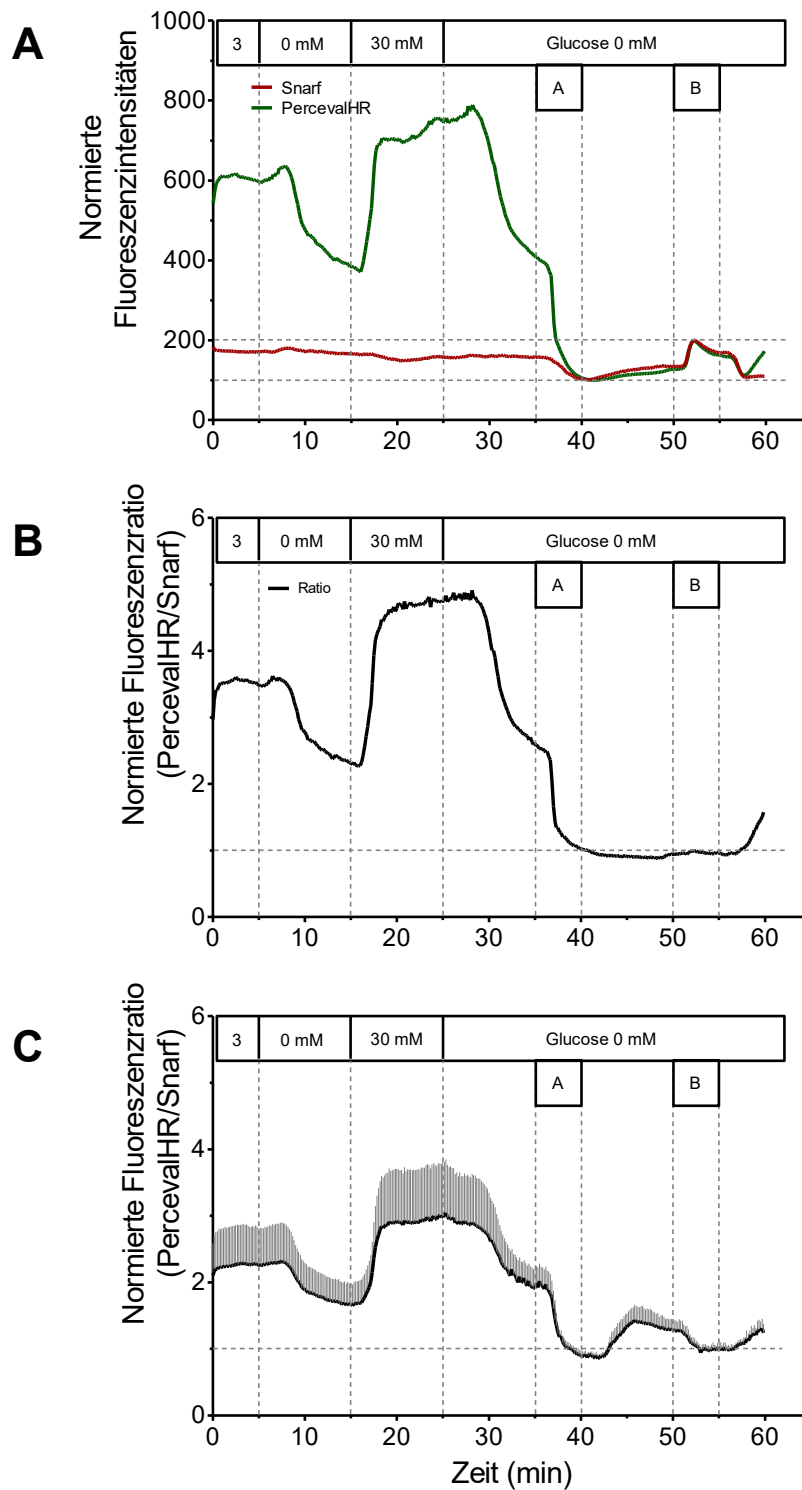 A
1000
800
600
400
200
0
Normierte
Fluoreszenzintensitäten
3 0 mM 30 mM Glucose 0 mM
A B
Snarf
PercevalHR
0 10 20 30 40 50 60
B
6
4
2
0
Normierte Fluoreszenzratio
(PercevalHR/Snarf)
3 0 mM 30 mM Glucose 0 mM
A B
Ratio
0 10 20 30 40 50 60
C
6
4
2
0
Normierte Fluoreszenzratio
(PercevalHR/Snarf)
3 0 mM 30 mM Glucose 0 mM
A B
0 10 20 30 40 50 60
Zeit (min)